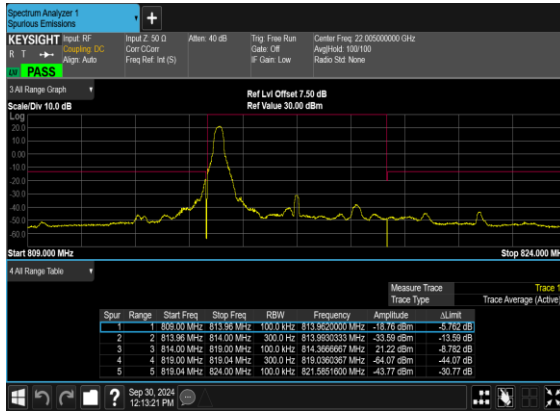 Spectrum Analyzer 1
Spurious Emissions
+
KEYSIGHT Input: RF Input Z: 50 Ω Atten: 40 dB Trig: Free Run Center Freq: 22.005000000 GHz
R T Coupling: DC Corr CCorr Gate: Off Avg|Hold: 100/100
Align: Auto Freq Ref: Int (S) IF Gain: Low Radio Std: None
PASS
3 All Range Graph
Ref Lvl Offset 7.50 dB
Scale/Div 10.0 dB Ref Value 30.00 dBm
Log
20.0
10.0
0.00
-10.0
-20.0
-30.0
-40.0
-50.0
-60.0
Start 809.000 MHz Stop 824.000 MH
4 All Range Table
Measure Trace Trace 1
Trace Type Trace Average (Active)
Spur Range Start Freq Stop Freq RBW Frequency Amplitude ΔLimit
1 1 809.00 MHz 813.96 MHz 100.0 kHz 813.9620000 MHz -18.76 dBm -5.762 dB
2 2 813.96 MHz 814.00 MHz 300.0 Hz 813.9930333 MHz -33.59 dBm -13.59 dB
3 3 814.00 MHz 819.00 MHz 100.0 kHz 814.3666667 MHz 21.22 dBm -8.782 dB
4 4 819.00 MHz 819.04 MHz 300.0 Hz 819.0360367 MHz -64.07 dBm -44.07 dB
5 5 819.04 MHz 824.00 MHz 100.0 kHz 821.5851600 MHz -43.77 dBm -30.77 dB
? Sep 30, 2024
12:13:21 PM